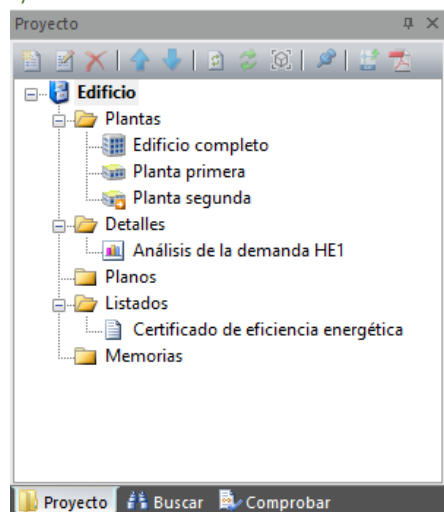 Proyecto
Edificio
Plantas
Edificio completo
Planta primera
Planta segunda
Detalles
Análisis de la demanda HE1
Planos
Listados
Certificado de eficiencia energética
Memorias
Proyecto Buscar Comprobar